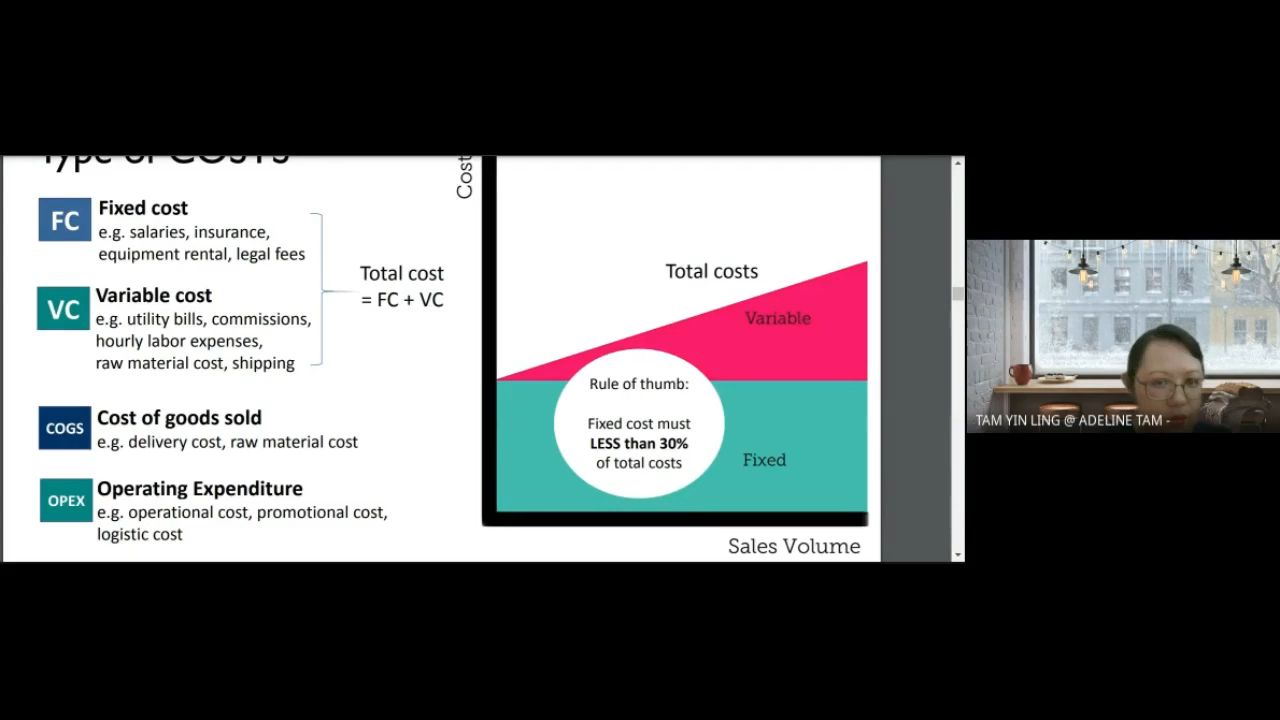 Type of COSTS
FC
Fixed cost
e.g. salaries, insurance,
equipment rental, legal fees
VC
Variable cost
e.g. utility bills, commissions,
hourly labor expenses,
raw material cost, shipping
Total cost
= FC + VC
COGS
Cost of goods sold
e.g. delivery cost, raw material cost
OPEX
Operating Expenditure
e.g. operational cost, promotional cost,
logistic cost
Cost
Total costs
Variable
Rule of thumb:
Fixed cost must
LESS than 30%
of total costs
Fixed
Sales Volume
TAM YIN LING @ ADELINE TAM -